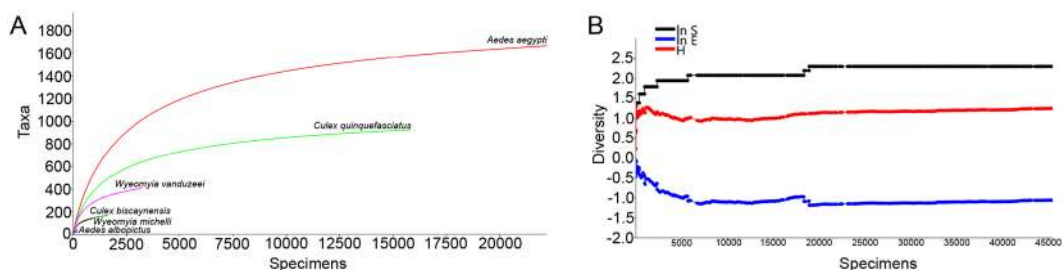 A
Taxa
1800
1600
1400
1200
1000
800
600
400
200
0
Aedes aegypti
Culex quinquefasciatus
Wyeomyia vanduzeei
Culex biscaynensis
Wyeomyia michelli
Aedes albopictus
0 2500 5000 7500 10000 12500 15000 17500 20000
Specimens
B
ln S
ln E
H
Diversity
2.5
2.0
1.5
1.0
0.5
0.0
-0.5
-1.0
-1.5
-2.0
5000 10000 15000 20000 25000 30000 35000 40000 45000
Specimens